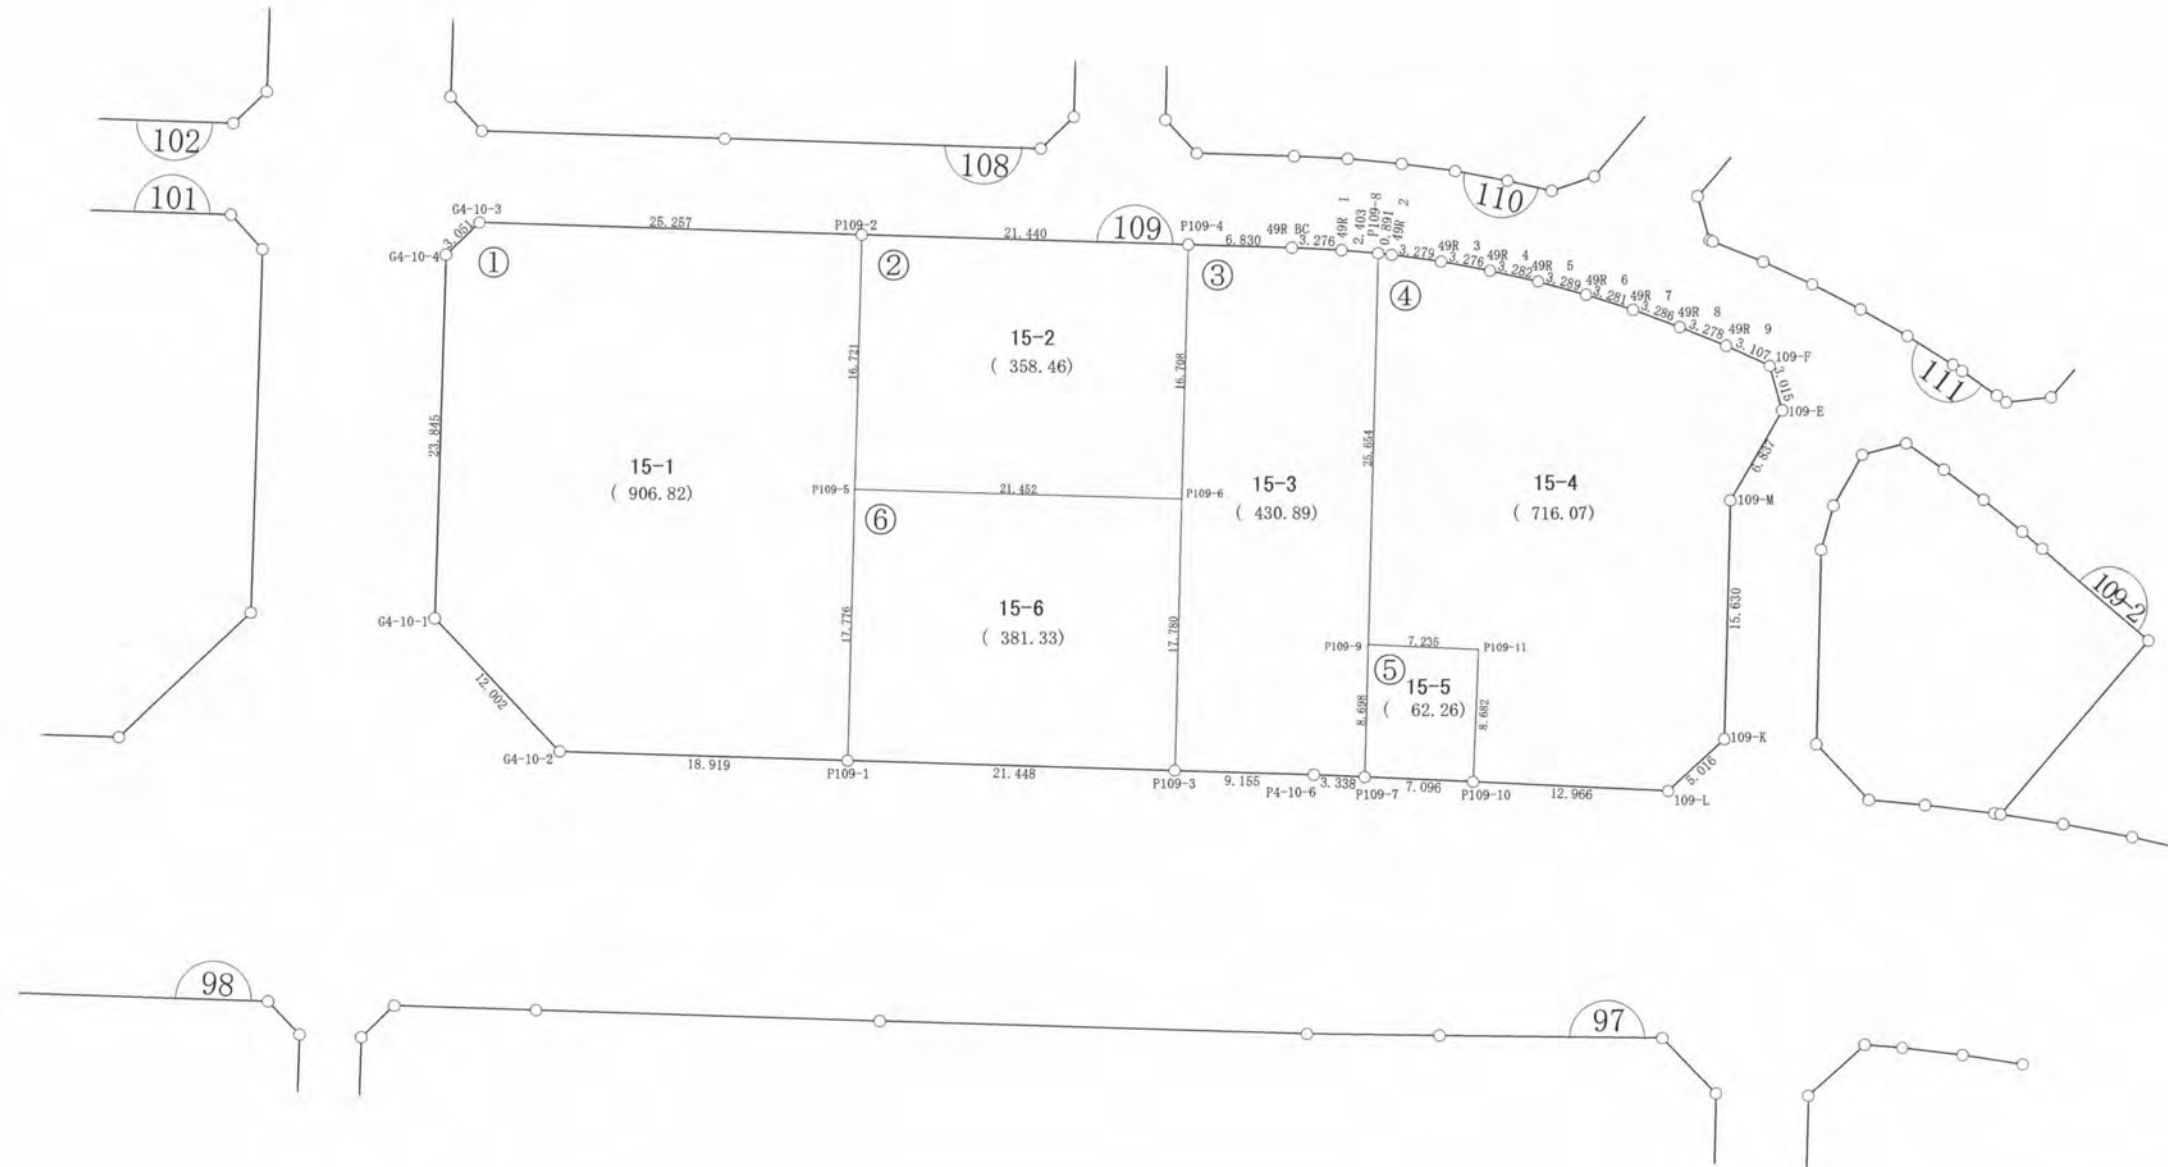 102
108
101
110
G4-10-3
25.257
P109-2
21.440
109
P109-4
6.830
49R BC
3.276
49R 1
2.403
P109-8
0.891
49R 2
3.279
49R 3
3.276
49R 4
3.282
49R 5
3.289
49R 6
3.281
49R 7
3.286
49R 8
3.278
49R 9
3.107
109-F
3.015
109-E
6.837
109-M
111
3.051
G4-10-4
①
②
③
④
15-2
( 358.46)
16.721
16.708
23.845
25.654
15-1
( 906.82)
P109-5
21.452
P109-6
⑥
15-3
( 430.89)
15-4
( 716.07)
109-2
15.630
G4-10-1
17.776
15-6
( 381.33)
17.780
P109-9
7.235
P109-11
⑤
15-5
( 62.26)
8.698
8.682
12.002
109-K
5.016
G4-10-2
18.919
P109-1
21.448
P109-3
9.155
P4-10-6
3.338
P109-7
7.096
P109-10
12.966
109-L
98
97